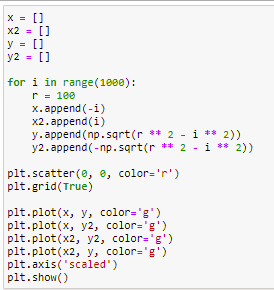 x = []
x2 = []
y = []
y2 = []
for i in range(1000):
r = 100
x.append(-i)
x2.append(i)
y.append(np.sqrt(r ** 2 - i ** 2))
y2.append(-np.sqrt(r ** 2 - i ** 2))
plt.scatter(0, 0, color='r')
plt.grid(True)
plt.plot(x, y, color='g')
plt.plot(x, y2, color='g')
plt.plot(x2, y2, color='g')
plt.plot(x2, y, color='g')
plt.axis('scaled')
plt.show()